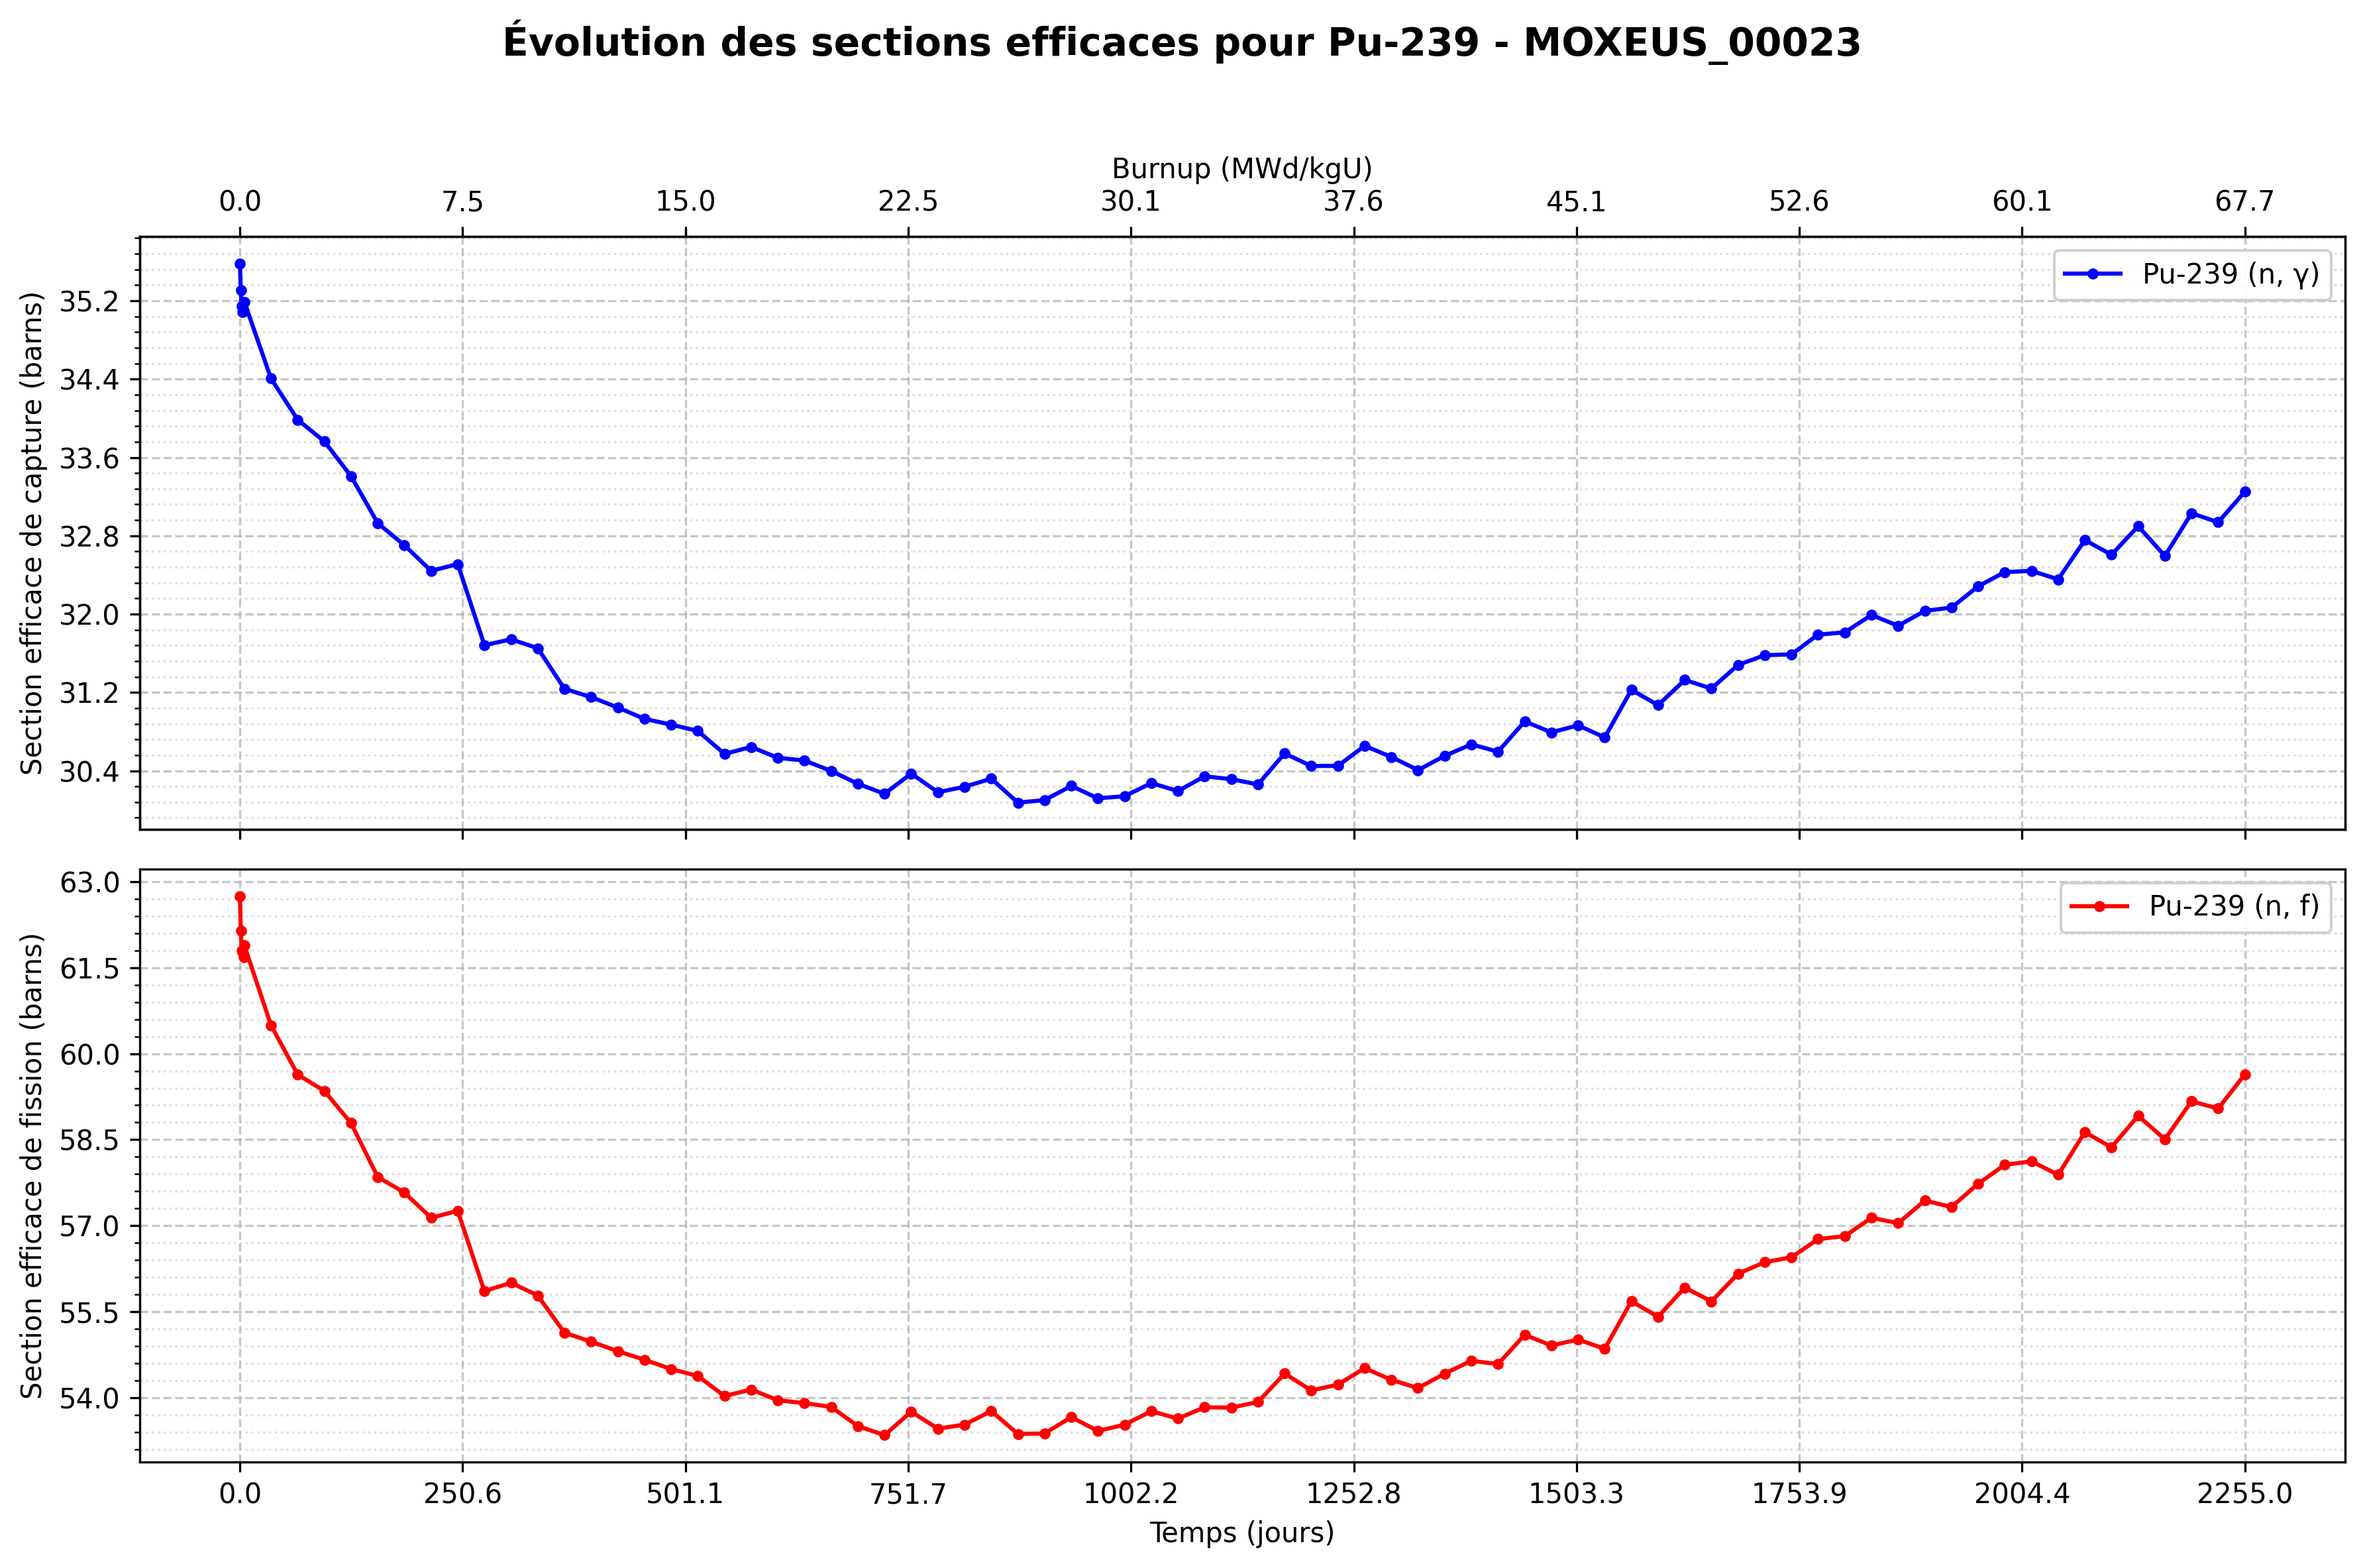 Évolution des sections efficaces pour Pu-239 - MOXEUS_00023
Burnup (MWd/kgU)
0.0 7.5 15.0 22.5 30.1 37.6 45.1 52.6 60.1 67.7
Pu-239 (n, γ)
Section efficace de capture (barns)
35.2
34.4
33.6
32.8
32.0
31.2
30.4
Pu-239 (n, f)
Section efficace de fission (barns)
63.0
61.5
60.0
58.5
57.0
55.5
54.0
0.0 250.6 501.1 751.7 1002.2 1252.8 1503.3 1753.9 2004.4 2255.0
Temps (jours)